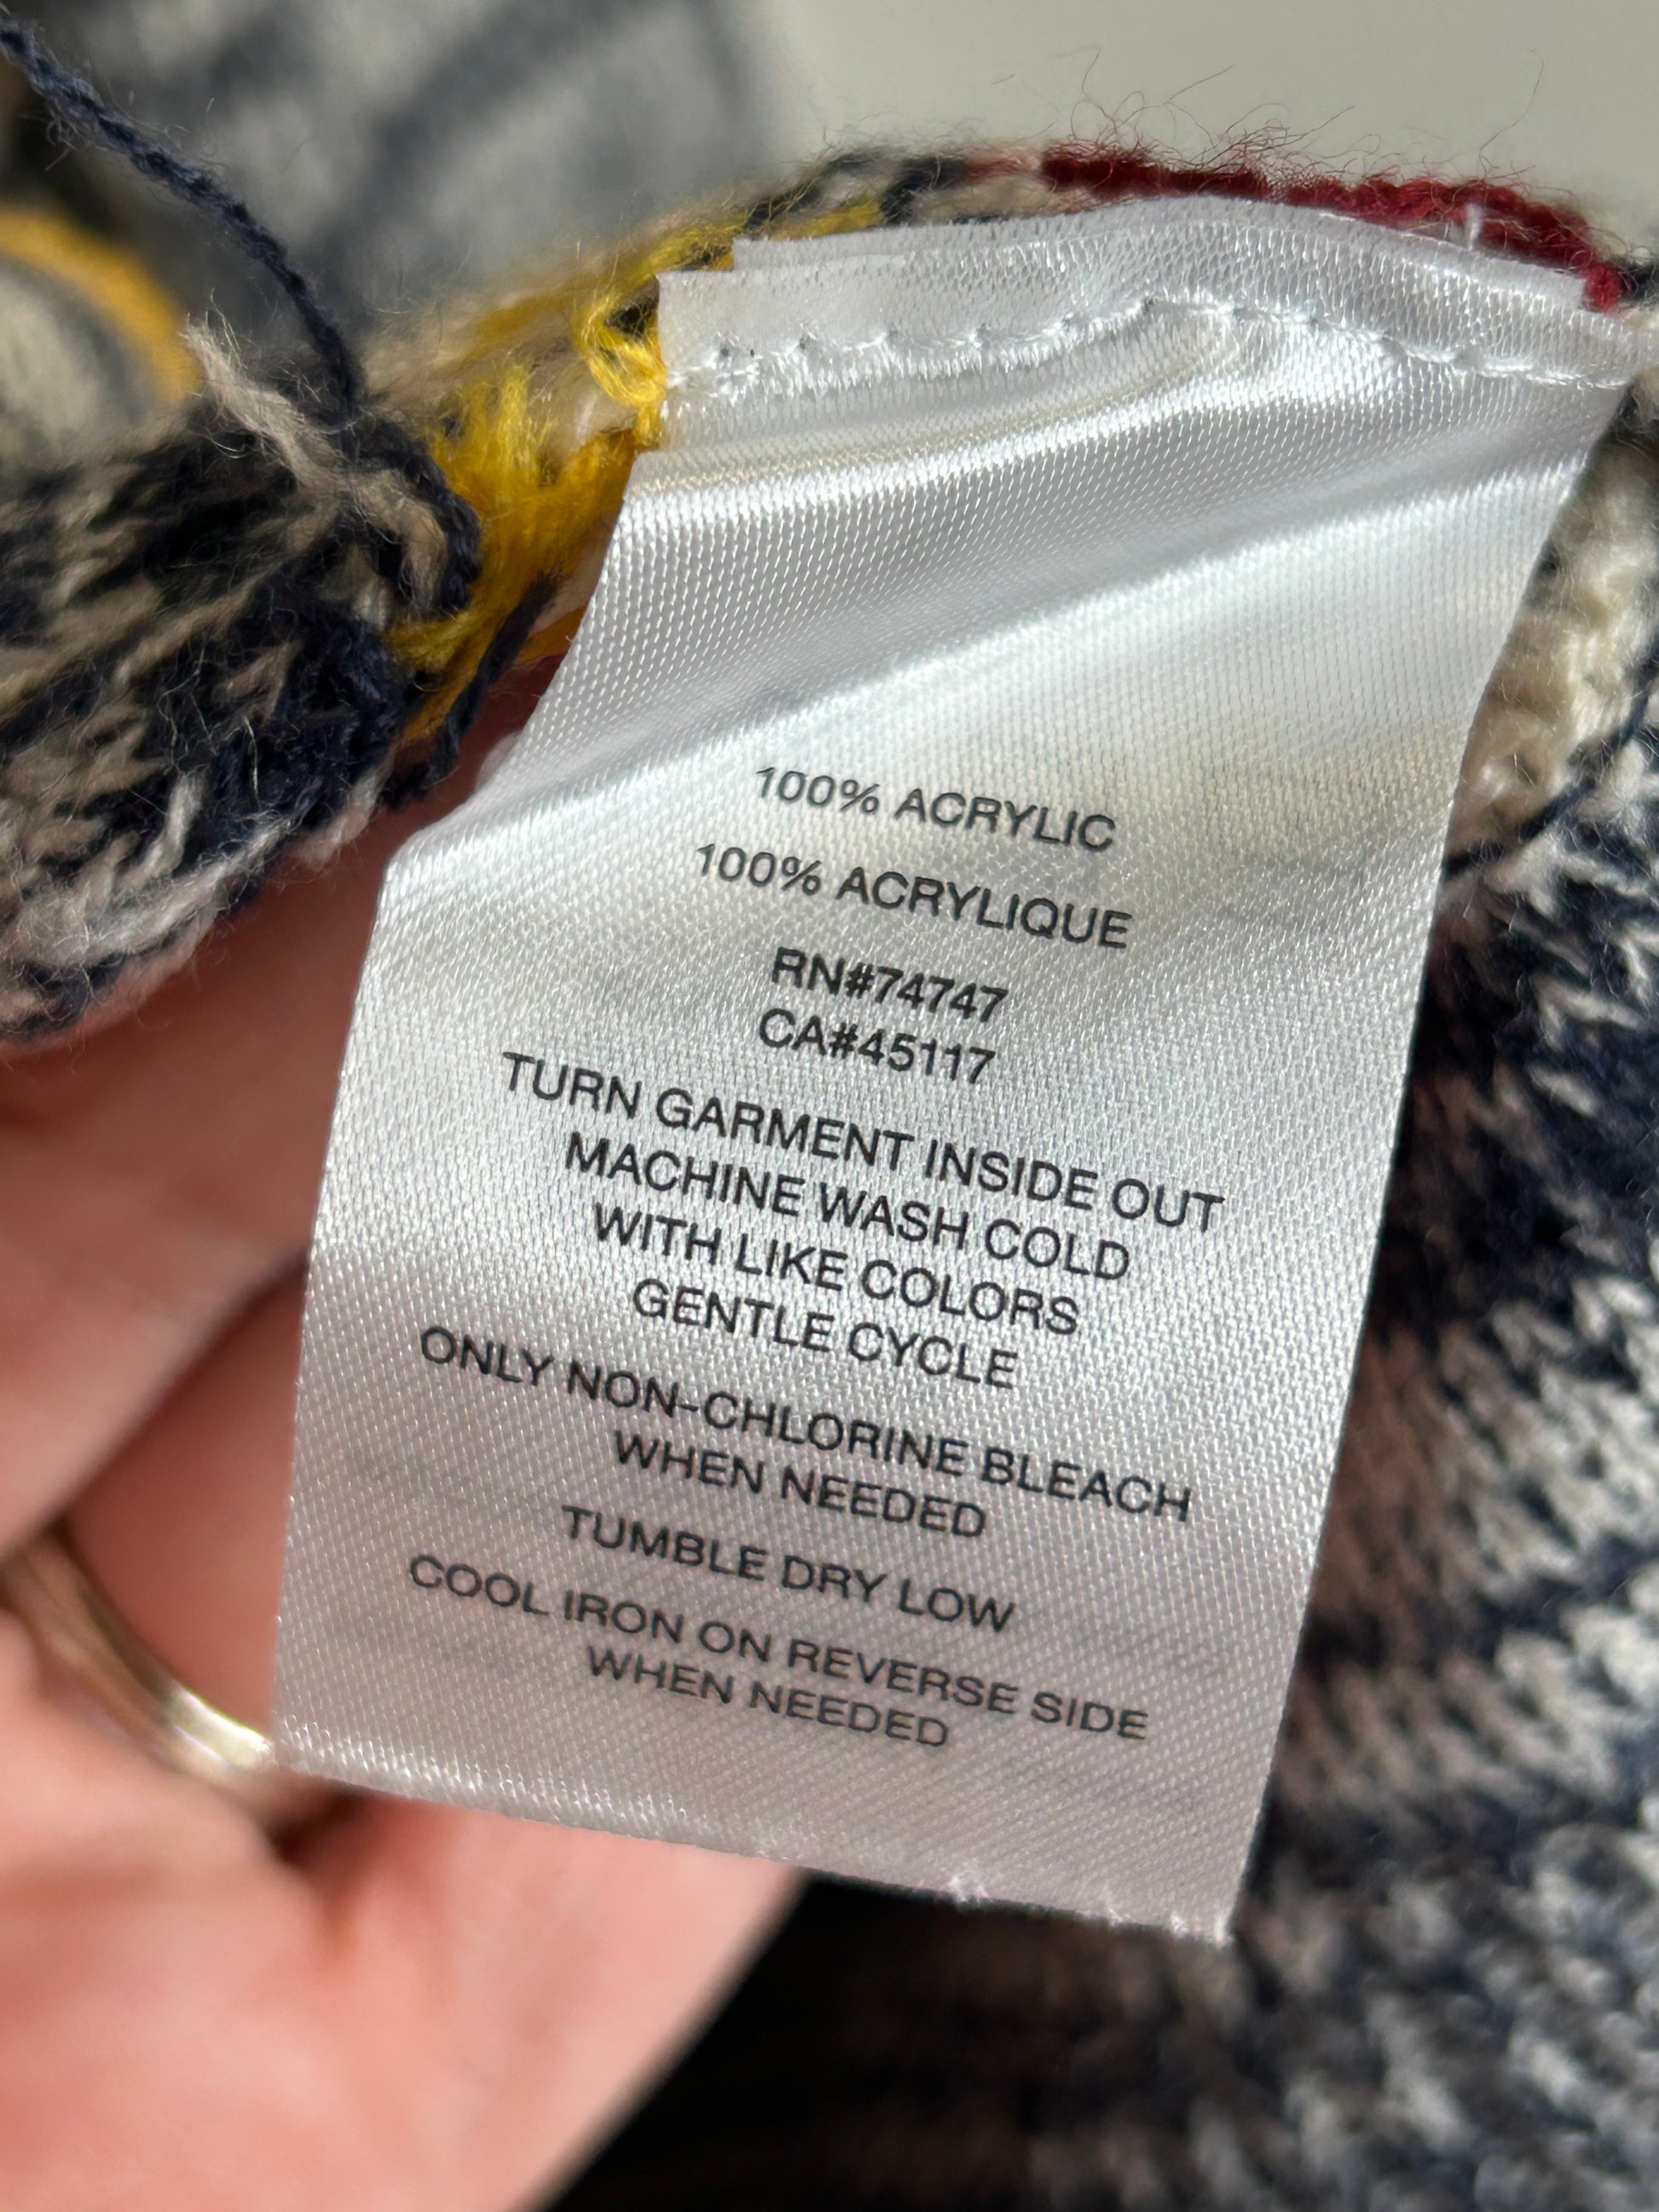 100% ACRYLIC
100% ACRYLIQUE
RN#74747
CA#45117
TURN GARMENT INSIDE OUT
MACHINE WASH COLD
WITH LIKE COLORS
GENTLE CYCLE
ONLY NON-CHLORINE BLEACH
WHEN NEEDED
TUMBLE DRY LOW
COOL IRON ON REVERSE SIDE
WHEN NEEDED